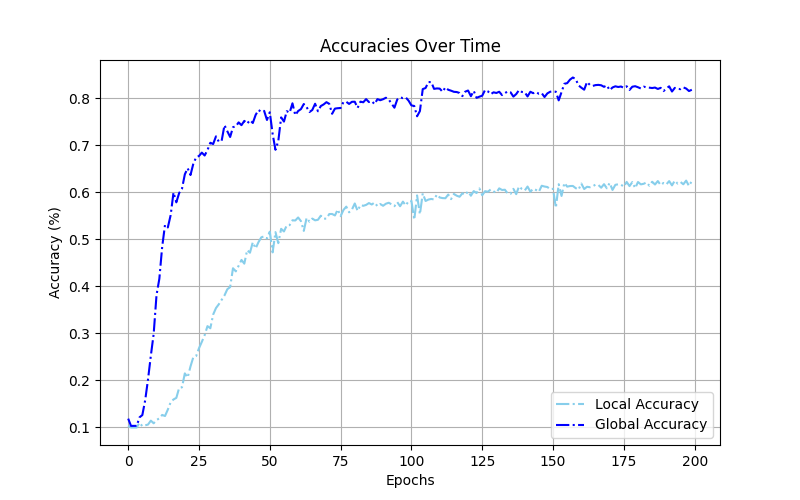 Accuracies Over Time
Accuracy (%)
0.8
0.7
0.6
0.5
0.4
0.3
0.2
0.1
0 25 50 75 100 125 150 175 200
Epochs
Local Accuracy
Global Accuracy